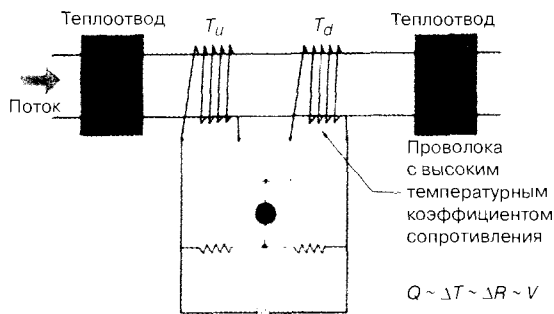 Теплоотвод
T_u
T_d
Теплоотвод
Поток
Проволока
с высоким
температурным
коэффициентом
сопротивления
Q ~ ΔT ~ ΔR ~ V